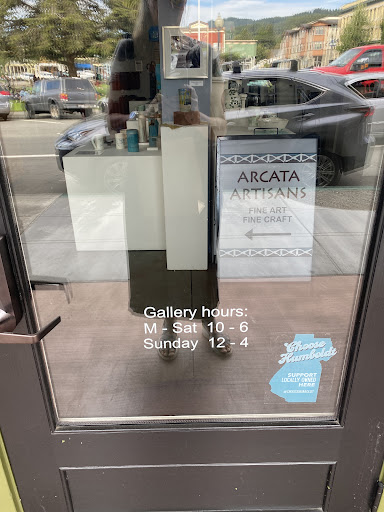 ARCATA
ARTISANS
FINE ART
FINE CRAFT
Gallery hours:
M - Sat 10 - 6
Sunday 12 - 4
Choose
Humboldt
SUPPORT
LOCALLY OWNED
HERE